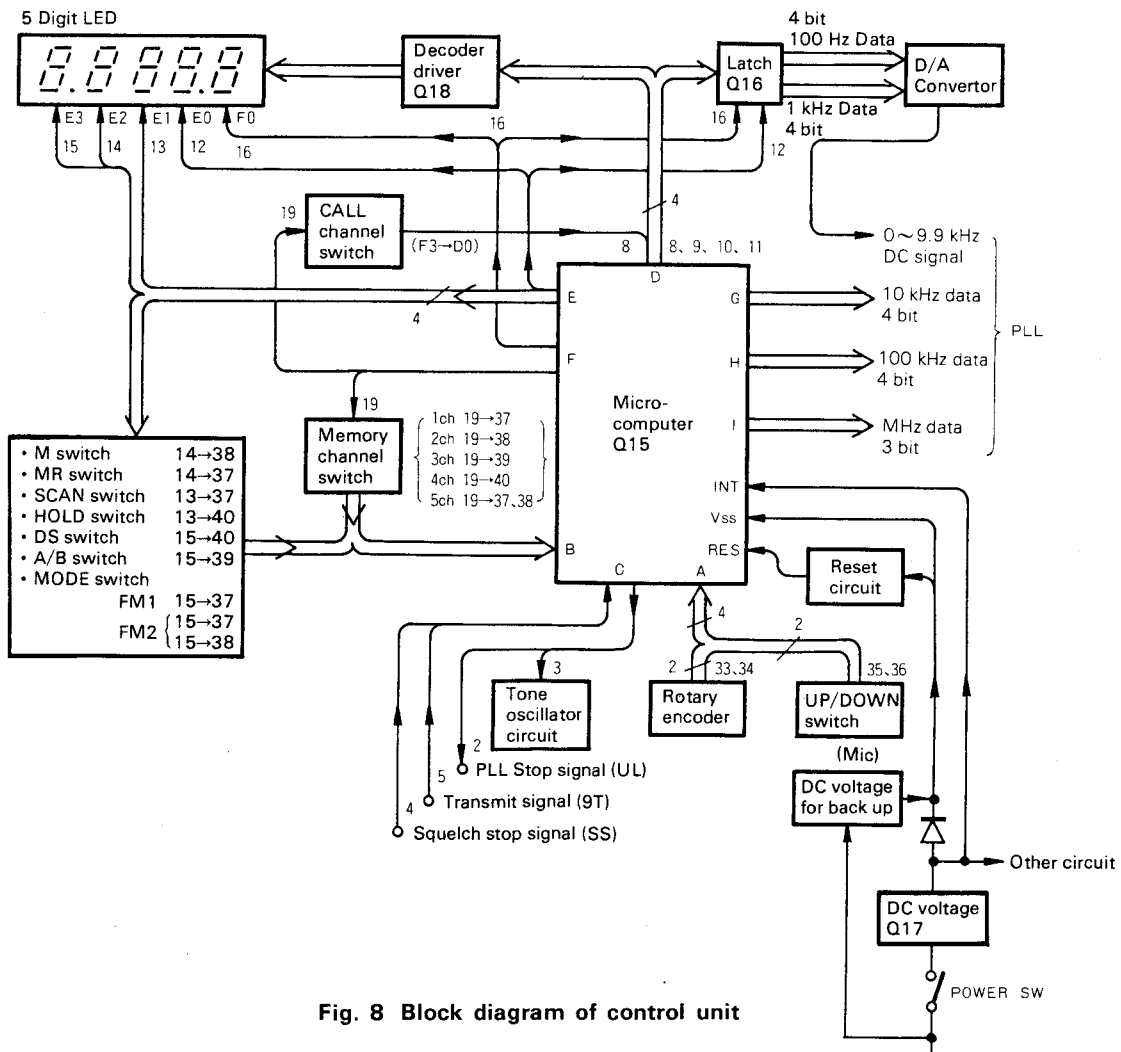 5 Digit LED
E3 E2 E1 E0 F0
15 14 13 12 16
Decoder
driver
Q18
Latch
Q16
4 bit
100 Hz Data
1 kHz Data
4 bit
D/A
Convertor
16
16
12
4
19
CALL
channel
switch
(F3→D0)
8
8、9、10、11
D
0～9.9 kHz
DC signal
4
E
F
G
10 kHz data
4 bit
H
100 kHz data
4 bit
I
MHz data
3 bit
PLL
Micro-
computer
Q15
19
Memory
channel
switch
1ch 19→37
2ch 19→38
3ch 19→39
4ch 19→40
5ch 19→37、38
• M switch 14→38
• MR switch 14→37
• SCAN switch 13→37
• HOLD switch 13→40
• DS switch 15→40
• A/B switch 15→39
• MODE switch
FM1 15→37
FM2 15→37
15→38
INT
Vss
RES
B
C
A
Reset
circuit
4
2
2
33、34
35、36
3
Tone
oscillator
circuit
Rotary
encoder
UP/DOWN
switch
(Mic)
2
PLL Stop signal (UL)
5
Transmit signal (9T)
4
Squelch stop signal (SS)
DC voltage
for back up
Other circuit
DC voltage
Q17
POWER SW
Fig. 8 Block diagram of control unit